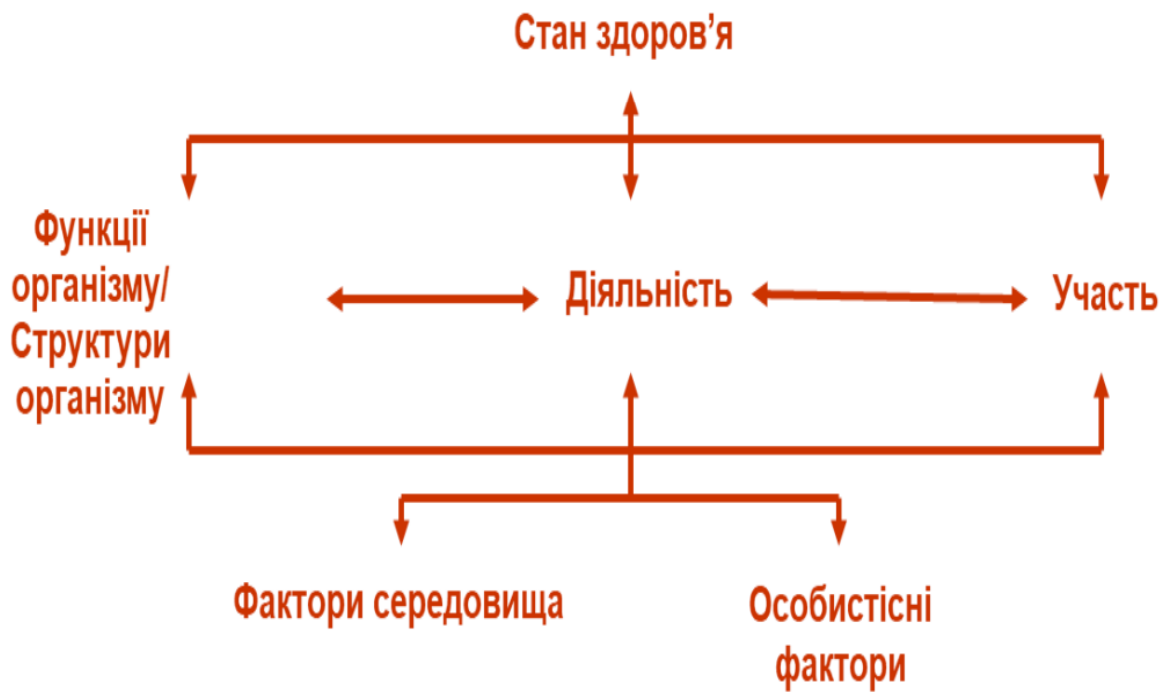 Стан здоров’я
Функції
організму/
Структури
організму
Діяльність
Участь
Фактори середовища
Особистісні
фактори